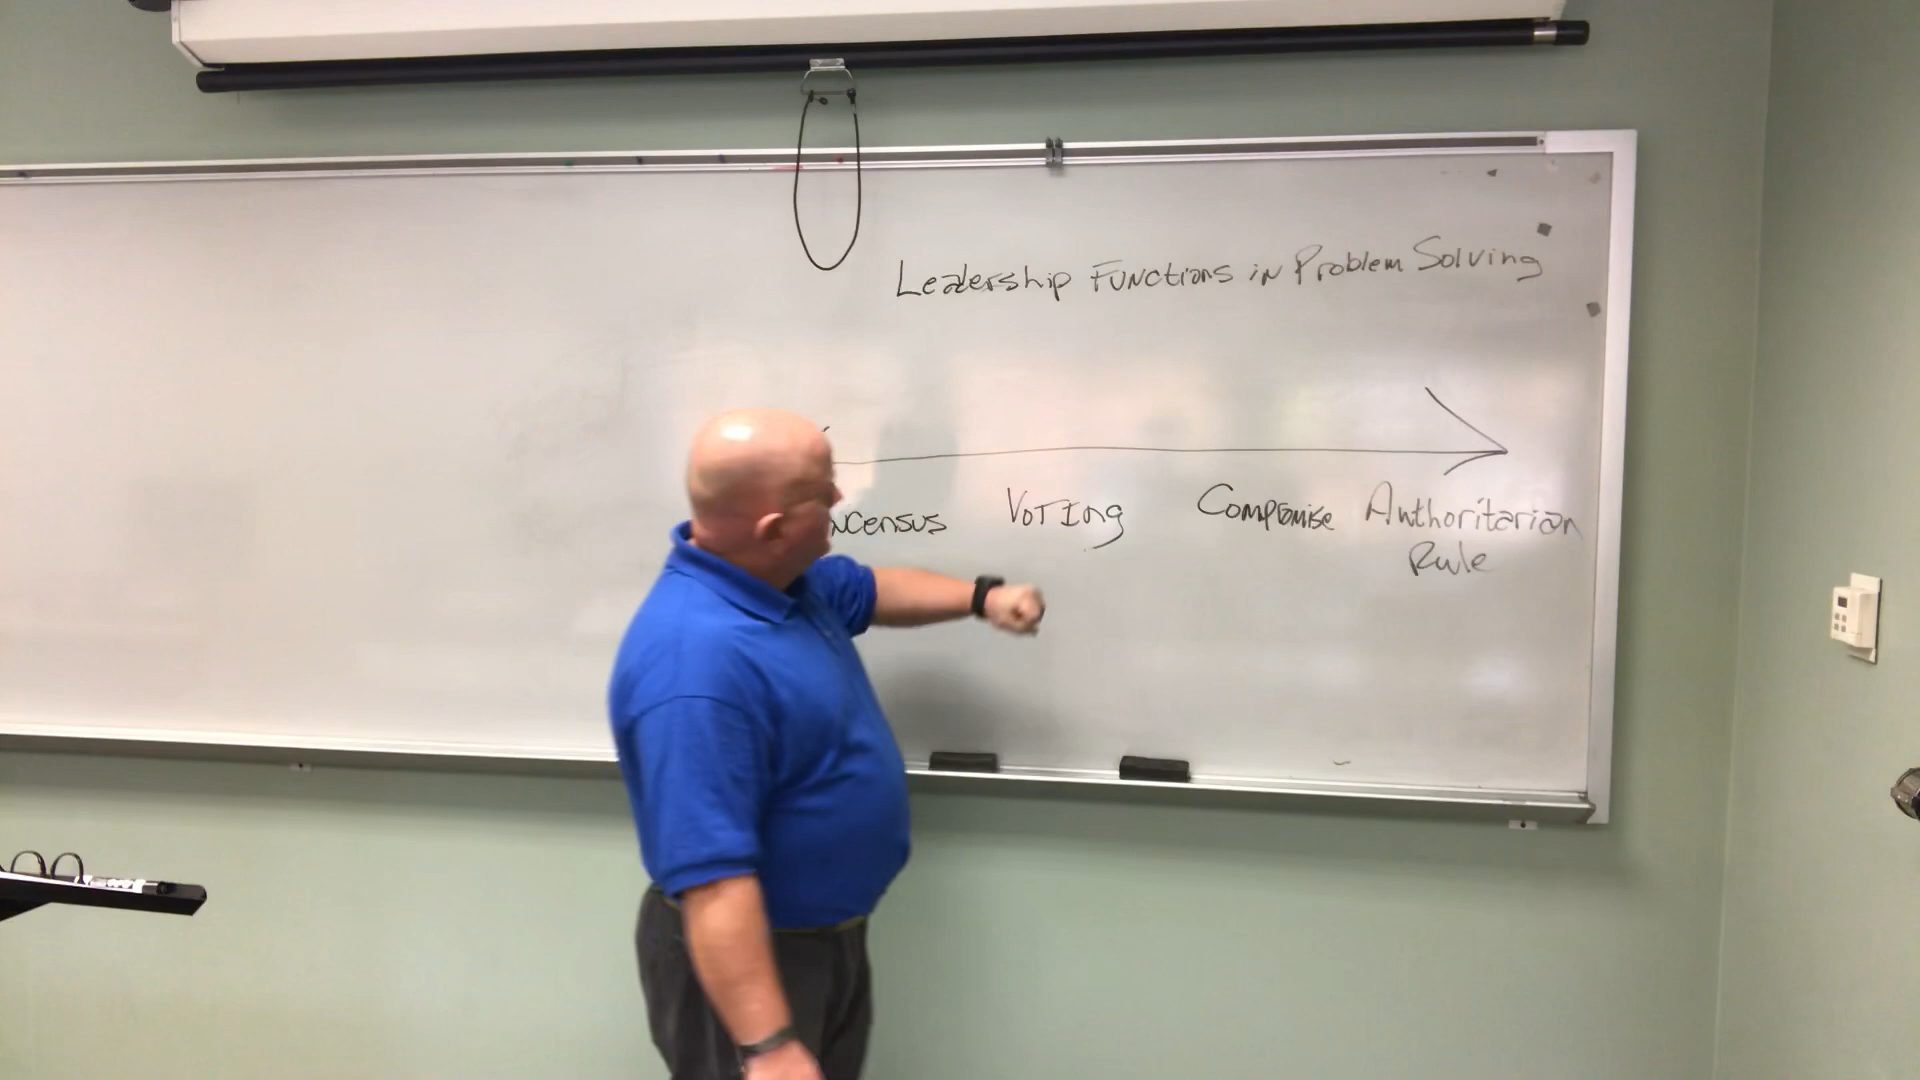 Leadership Functions in Problem Solving
ncensus Voting Compromise Authoritarian
Rule